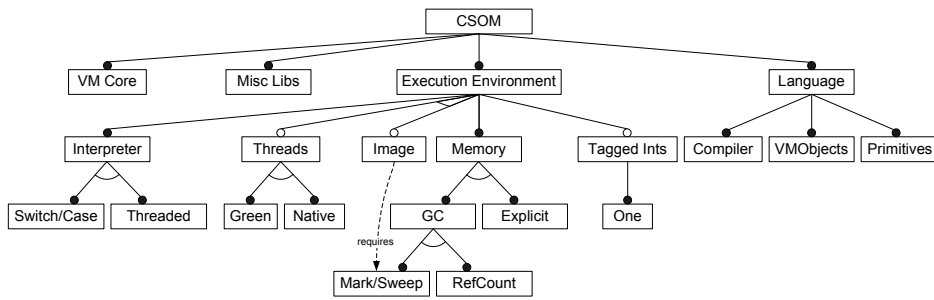 CSOM
VM Core
Misc Libs
Execution Environment
Language
Interpreter
Threads
Image
Memory
Tagged Ints
Compiler
VMObjects
Primitives
Switch/Case
Threaded
Green
Native
GC
Explicit
One
requires
Mark/Sweep
RefCount